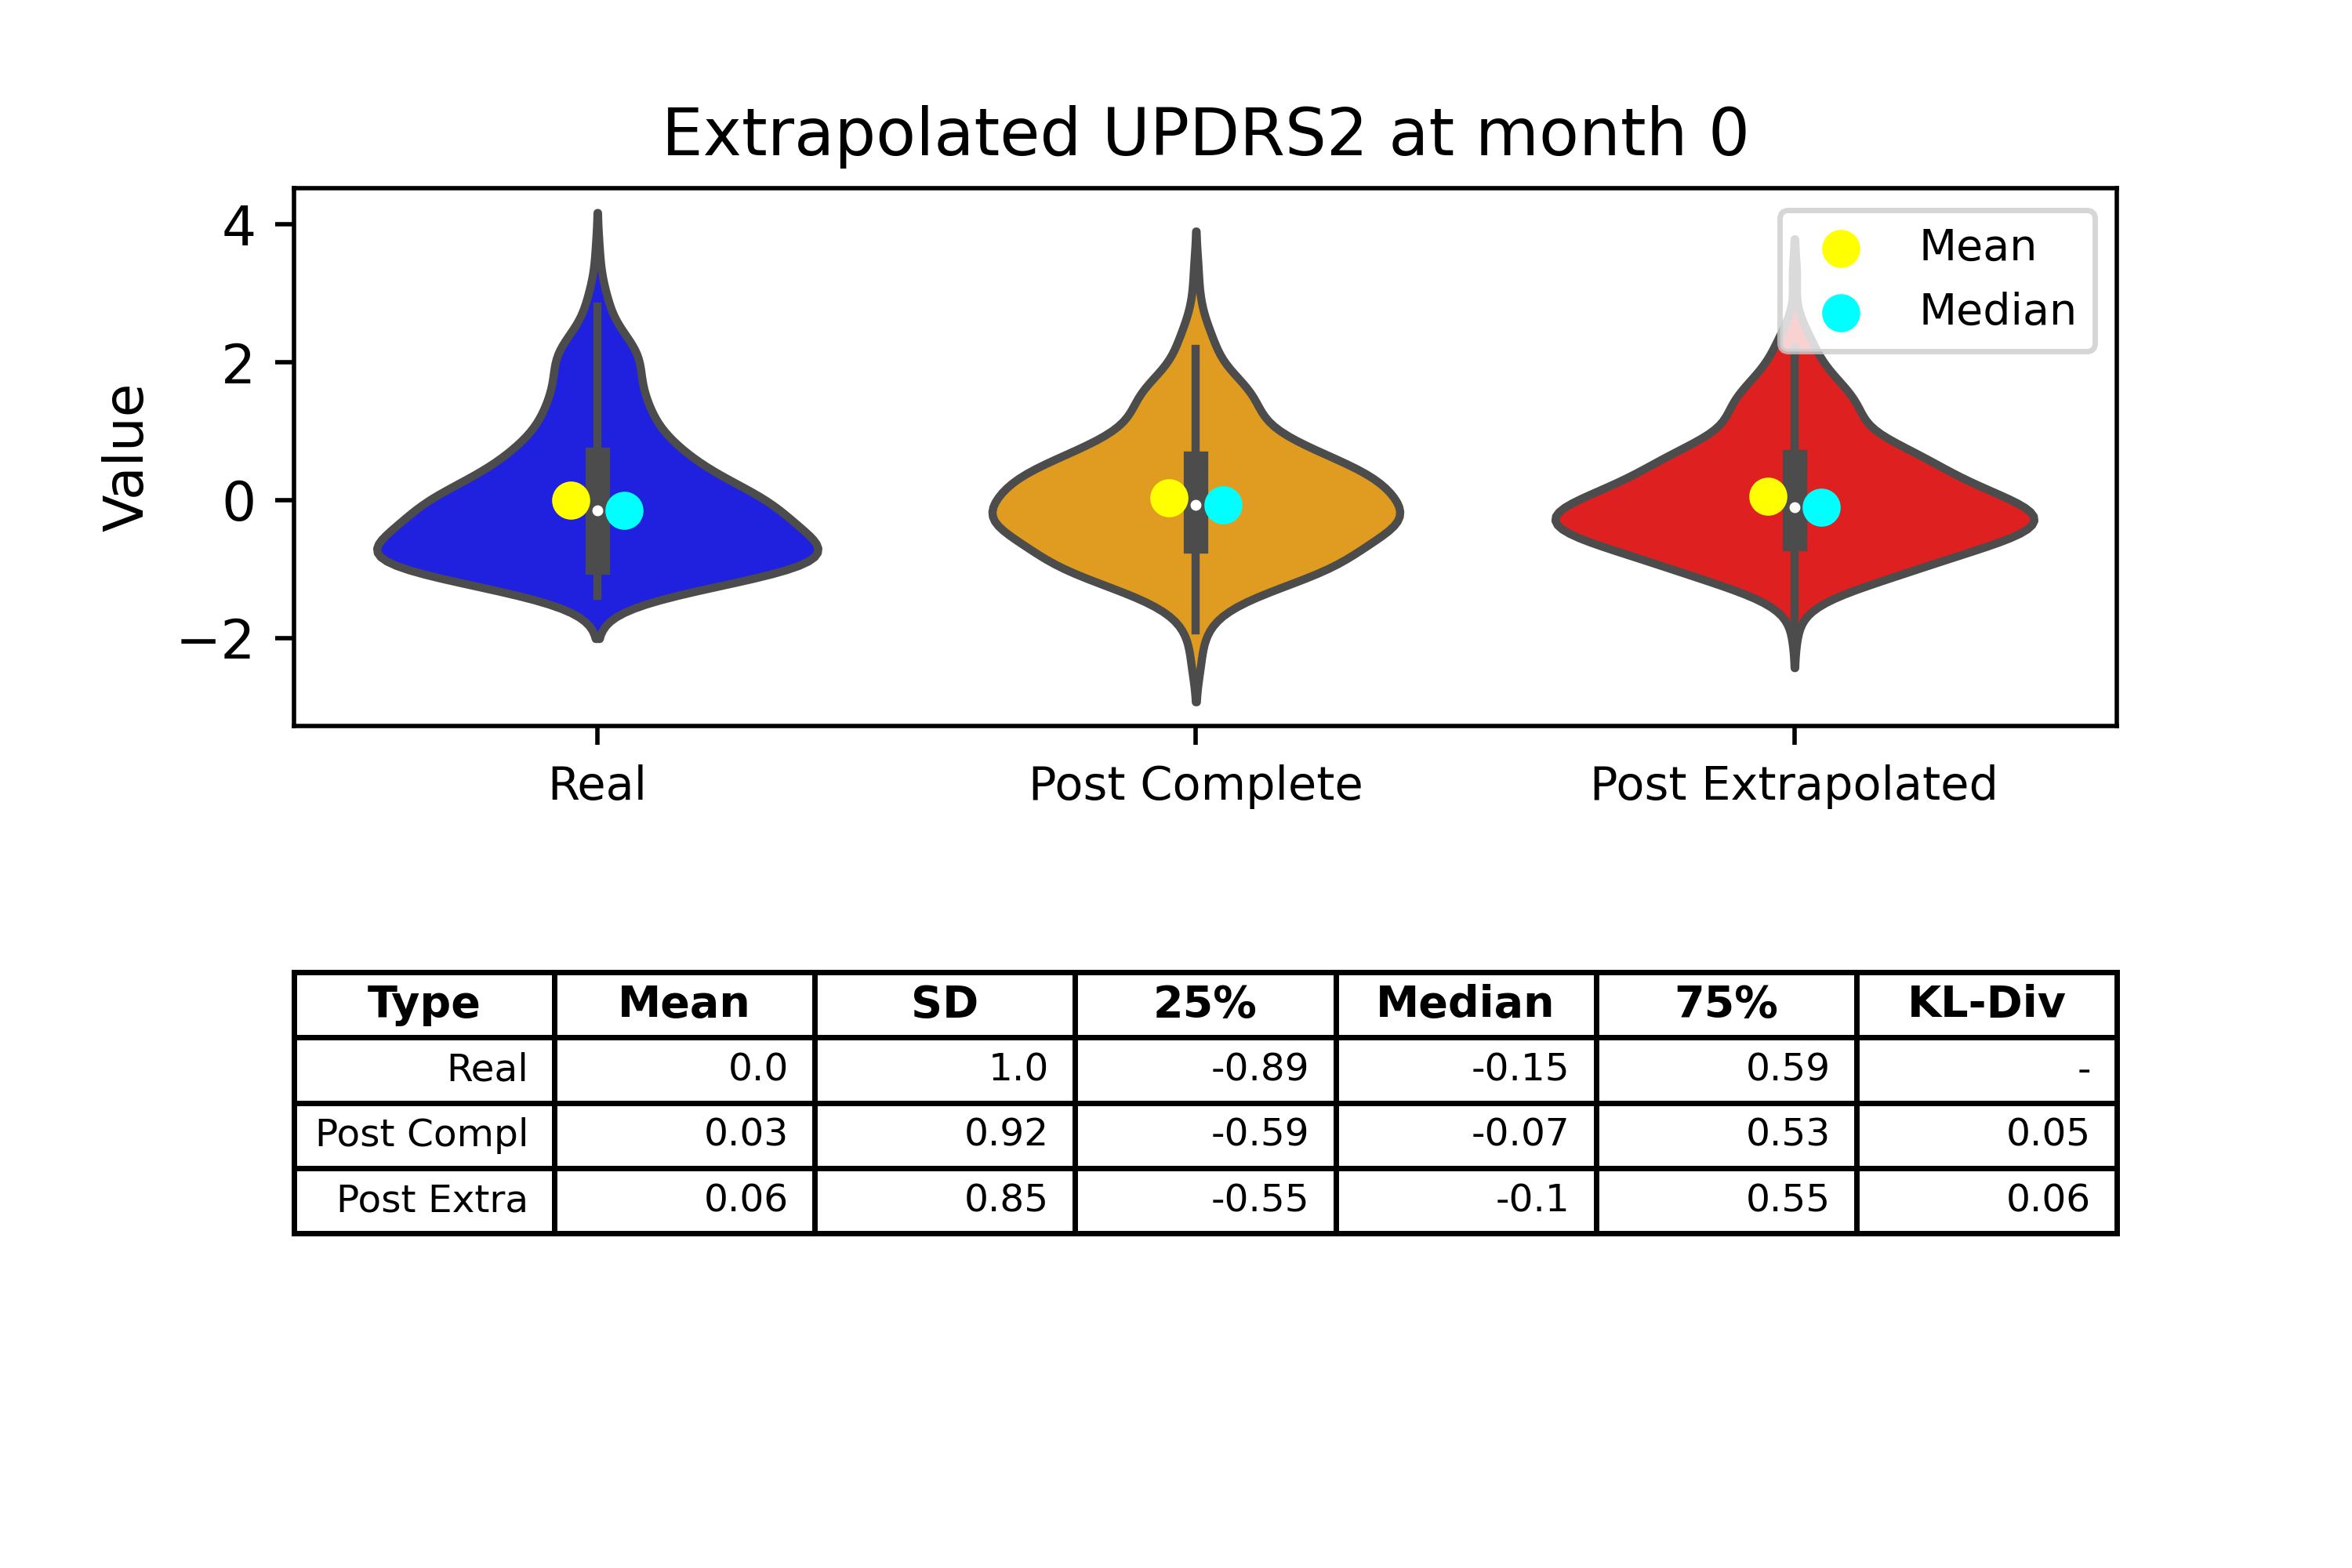 Extrapolated UPDRS2 at month 0
Value
4
2
0
−2
Mean
Median
Real Post Complete Post Extrapolated
Type Mean SD 25% Median 75% KL-Div
Real 0.0 1.0 -0.89 -0.15 0.59 -
Post Compl 0.03 0.92 -0.59 -0.07 0.53 0.05
Post Extra 0.06 0.85 -0.55 -0.1 0.55 0.06